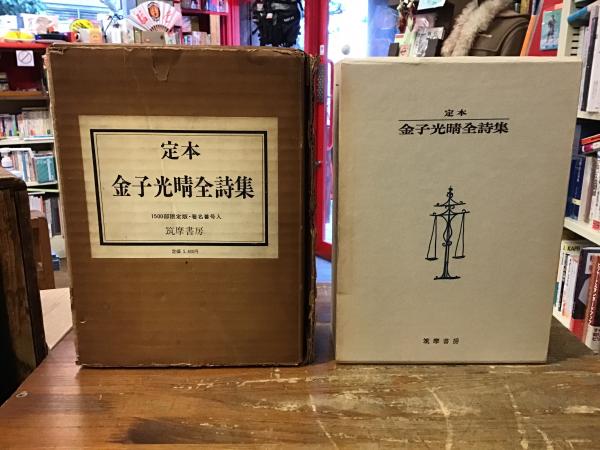 定本
金子光晴全詩集
1500部限定版・署名番号入
筑摩書房
定本
金子光晴全詩集
筑摩書房